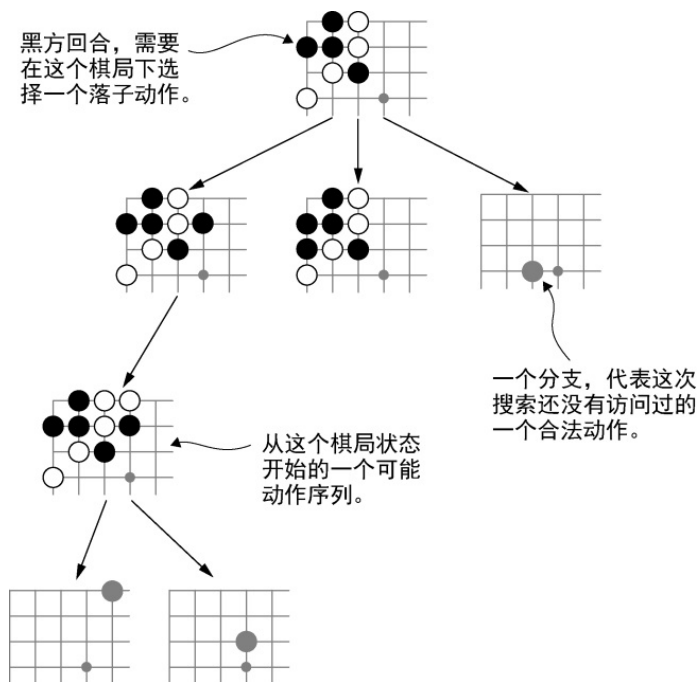 黑方回合，需要
在这个棋局下选
择一个落子动作。
一个分支，代表这次
搜索还没有访问过的
一个合法动作。
从这个棋局状态
开始的一个可能
动作序列。